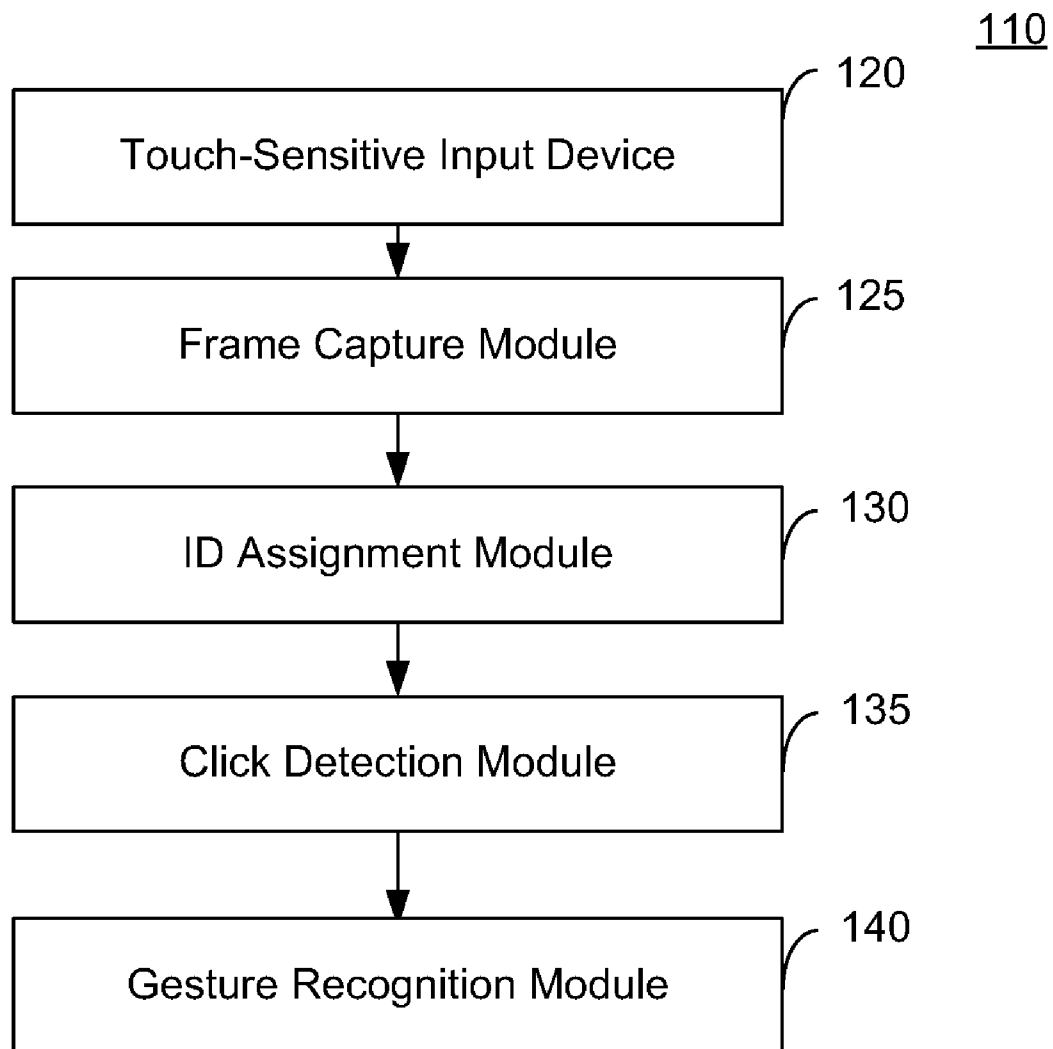 110
120
Touch-Sensitive Input Device
125
Frame Capture Module
130
ID Assignment Module
135
Click Detection Module
140
Gesture Recognition Module